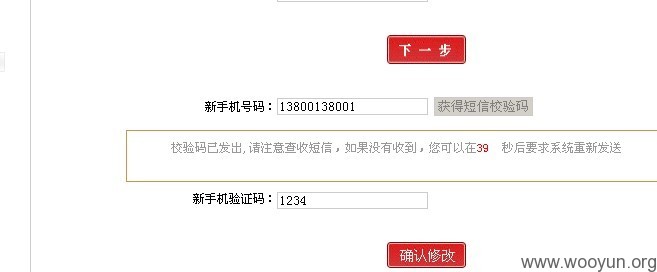 下一步
新手机号码：13800138001 获得短信校验码
校验码已发出,请注意查收短信，如果没有收到，您可以在39 秒后要求系统重新发送
新手机验证码：1234
确认修改
www.wooyun.org